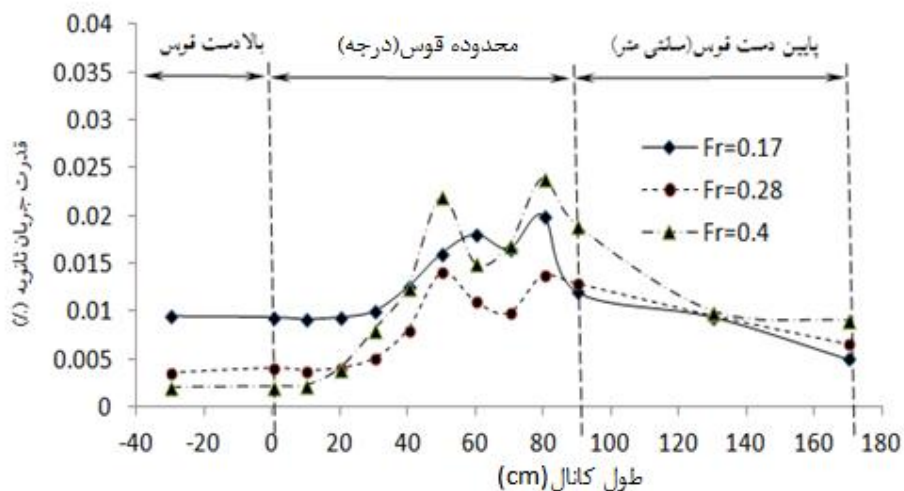 0.04
0.035
0.03
0.025
0.02
0.015
0.01
0.005
0
قدرت جریان ثانویه (٪)
بالادست قوس
محدوده قوس(درجه)
پایین دست قوس(سانتی متر)
Fr=0.17
Fr=0.28
Fr=0.4
-40 -20 0 20 40 60 80 100 120 140 160 180
طول کانال(cm)